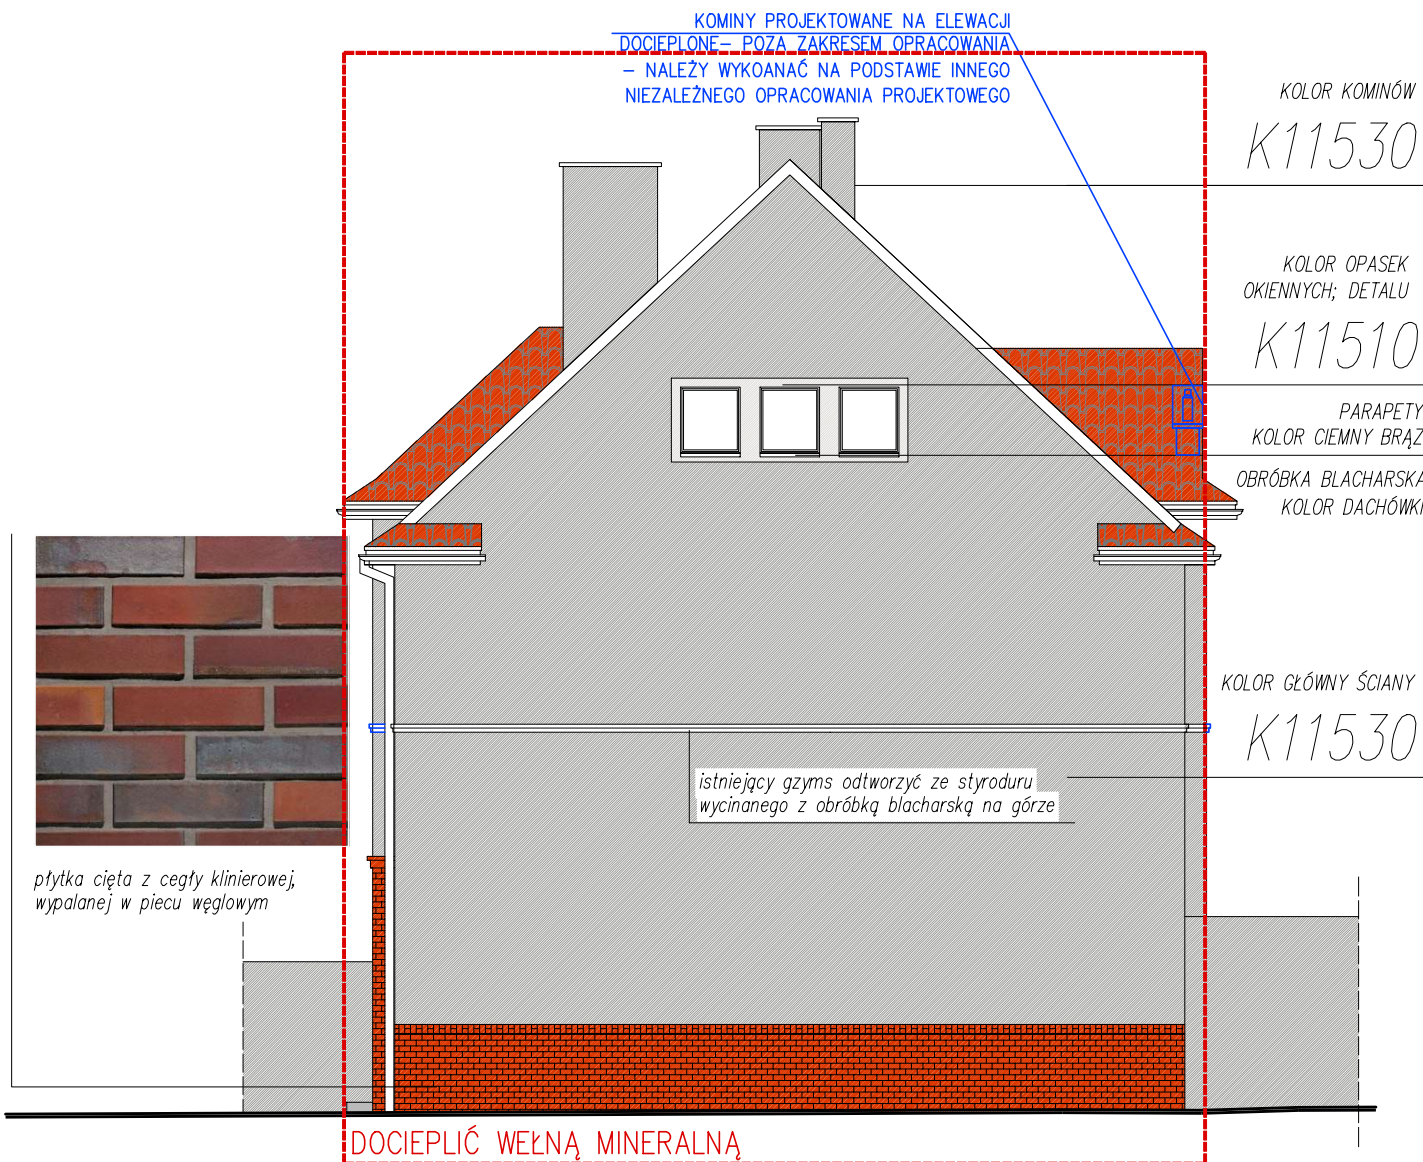 KOMINY PROJEKTOWANE NA ELEWACJI
DOCIEPLONE– POZA ZAKRESEM OPRACOWANIA
– NALEŻY WYKOANAĆ NA PODSTAWIE INNEGO
NIEZALEŻNEGO OPRACOWANIA PROJEKTOWEGO
KOLOR KOMINÓW
K11530
KOLOR OPASEK
OKIENNYCH; DETALU
K11510
PARAPETY
KOLOR CIEMNY BRĄZ
OBRÓBKA BLACHARSKA
KOLOR DACHÓWKI
KOLOR GŁÓWNY ŚCIANY
K11530
istniejący gzyms odtworzyć ze styroduru
wycinanego z obróbką blacharską na górze
płytka cięta z cegły klinierowej,
wypalanej w piecu węglowym
DOCIEPLIĆ WEŁNĄ MINERALNĄ